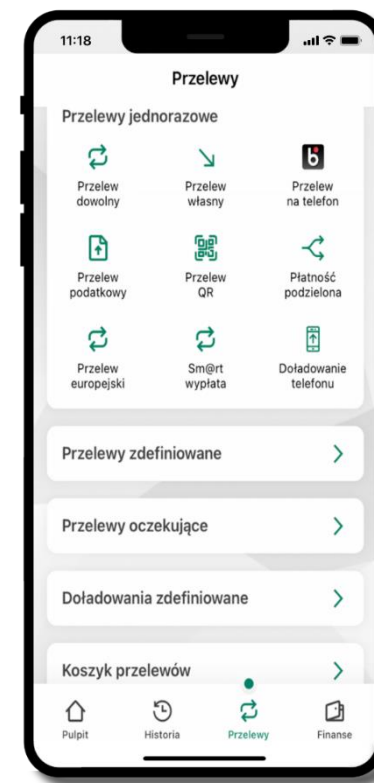 11:18
Przelewy
Przelewy jednorazowe
Przelew
dowolny
Przelew
własny
b
Przelew
na telefon
Przelew
podatkowy
Przelew
QR
Płatność
podzielona
Przelew
europejski
Sm@rt
wypłata
Doładowanie
telefonu
Przelewy zdefiniowane
Przelewy oczekujące
Doładowania zdefiniowane
Koszyk przelewów
Pulpit
Historia
Przelewy
Finanse